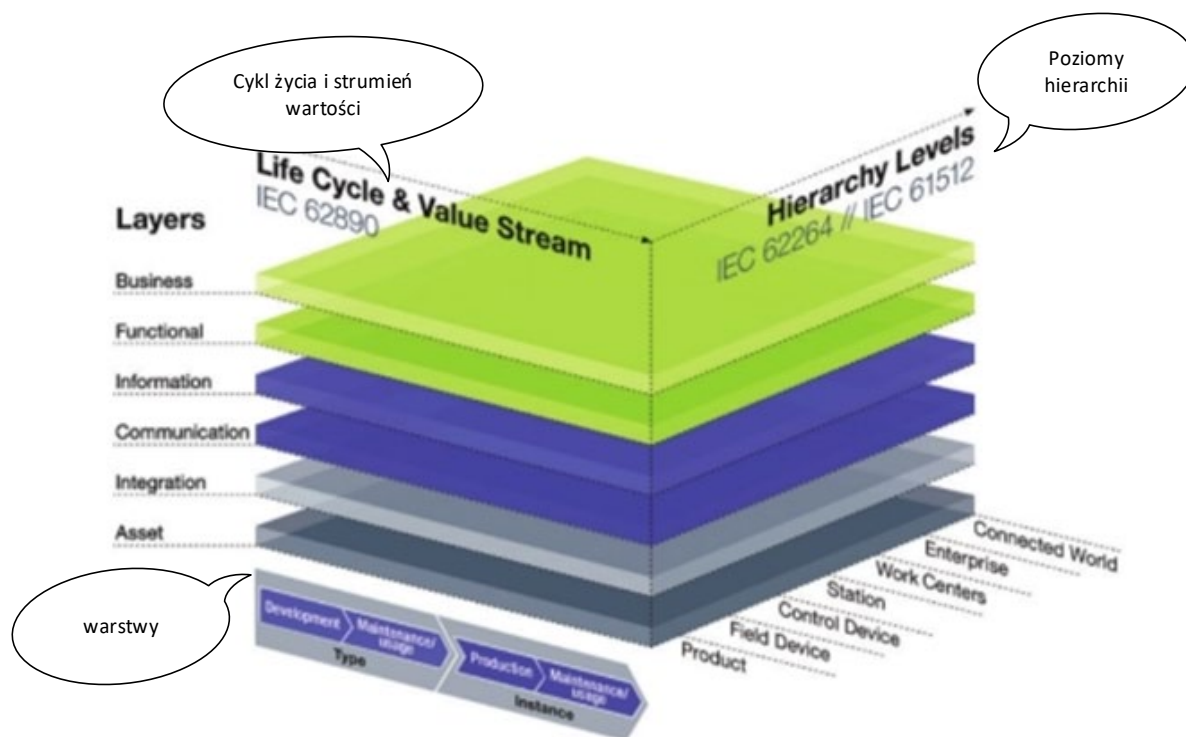 Cykl życia i strumień
wartości
Poziomy
hierarchii
Life Cycle & Value Stream
IEC 62890
Hierarchy Levels
IEC 62264 // IEC 61512
Layers
Business
Functional
Information
Communication
Integration
Asset
warstwy
Development
Maintenance/
usage
Type
Production
Maintenance/
usage
Instance
Connected World
Enterprise
Work Centers
Station
Control Device
Field Device
Product